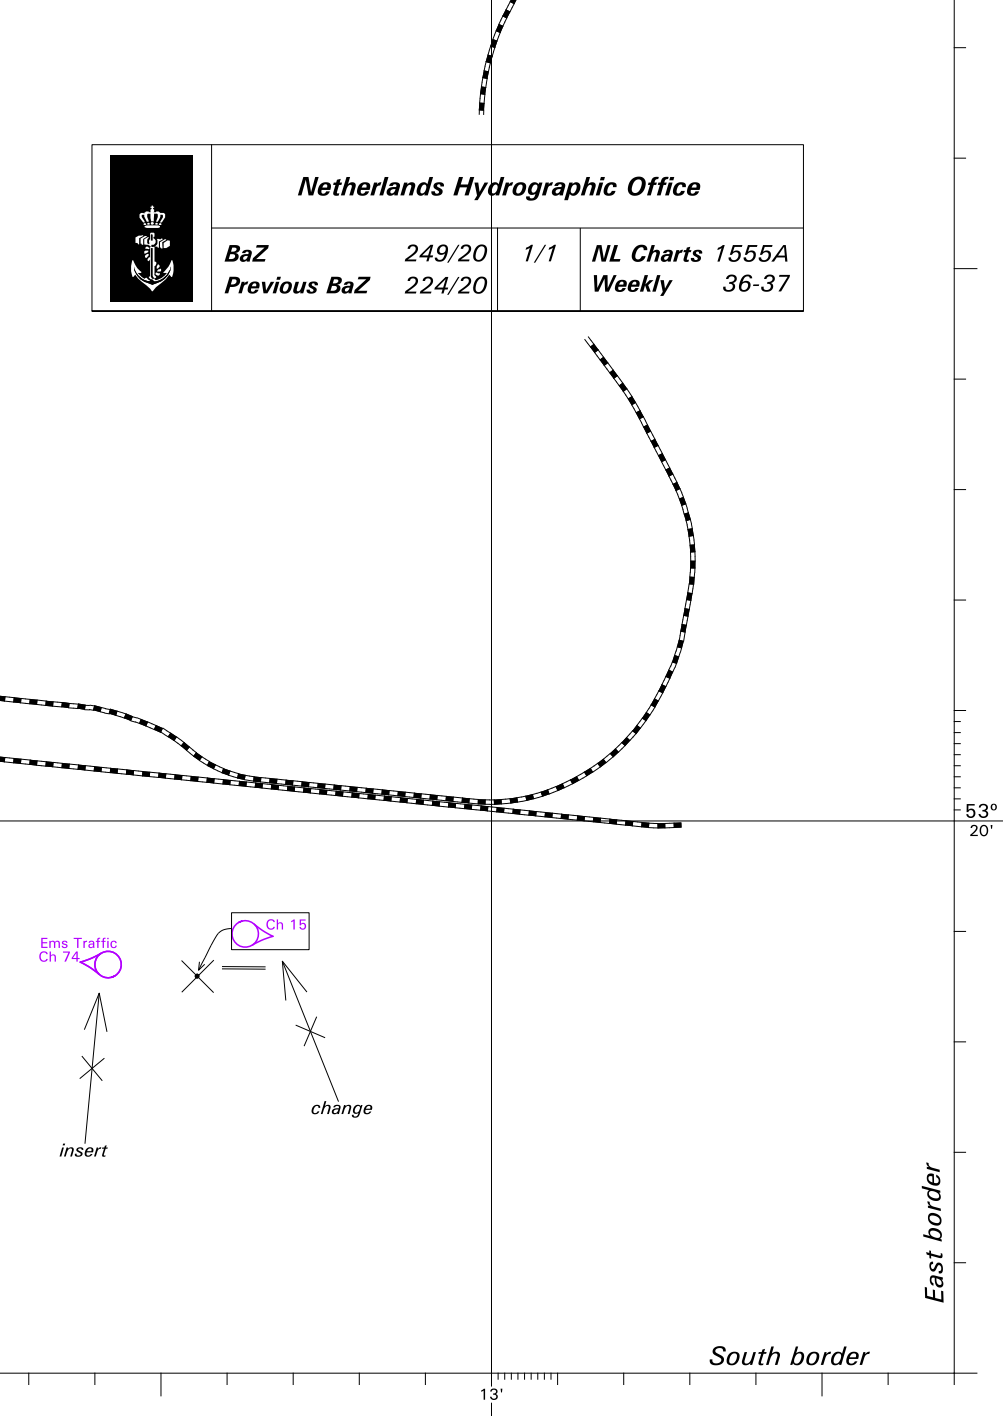 Netherlands Hydrographic Office
BaZ 249/20 1/1 NL Charts 1555A
Previous BaZ 224/20 Weekly 36-37
53°
20'
Ch 15
Ems Traffic
Ch 74
change
insert
East border
South border
13'